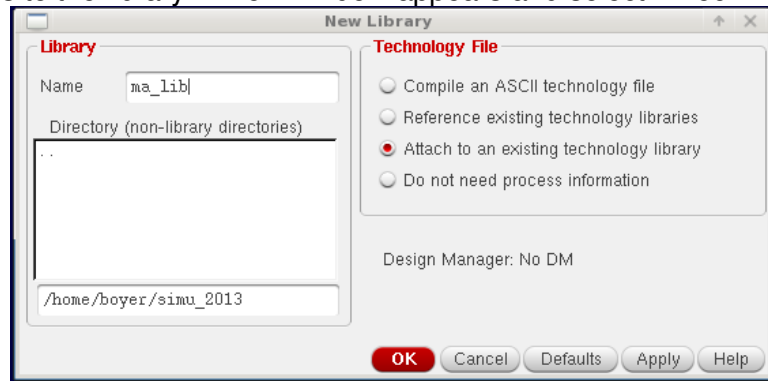 New Library
Library
Name ma_lib
Directory (non-library directories)
..
/home/boyer/simu_2013
Technology File
Compile an ASCII technology file
Reference existing technology libraries
Attach to an existing technology library
Do not need process information
Design Manager: No DM
OK Cancel Defaults Apply Help